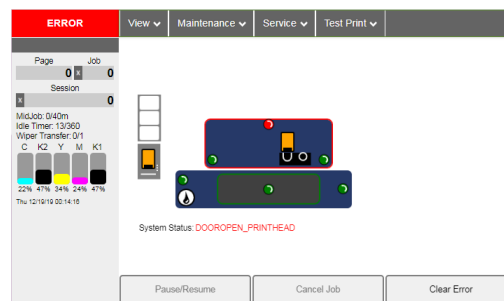 ERROR
View
Maintenance
Service
Test Print
Page
Job
0 x 0
Session
x 0
MidJob: 0/40m
Idle Timer: 13/360
Wiper Transfer: 0/1
C K2 Y M K1
22% 47% 34% 24% 47%
Thu 12/19/19 00:14:16
System Status: DOOROPEN_PRINTHEAD
Pause/Resume
Cancel Job
Clear Error